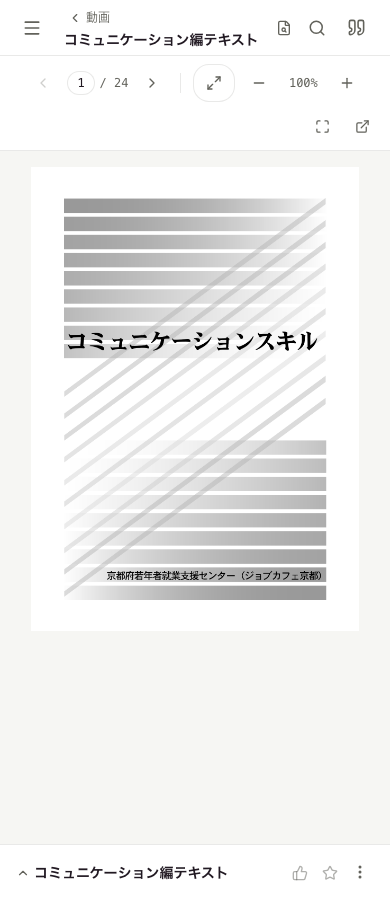 動画
コミュニケーション編テキスト
1 / 24
100%
コミュニケーションスキル
京都府若年者就業支援センター（ジョブカフェ京都）
コミュニケーション編テキスト